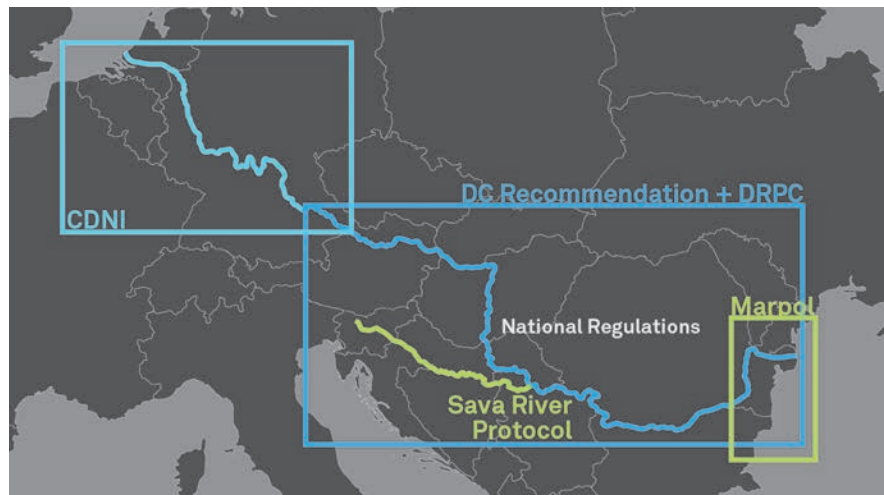 DC Recommendation + DRPC
CDNI
Marpol
National Regulations
Sava River
Protocol